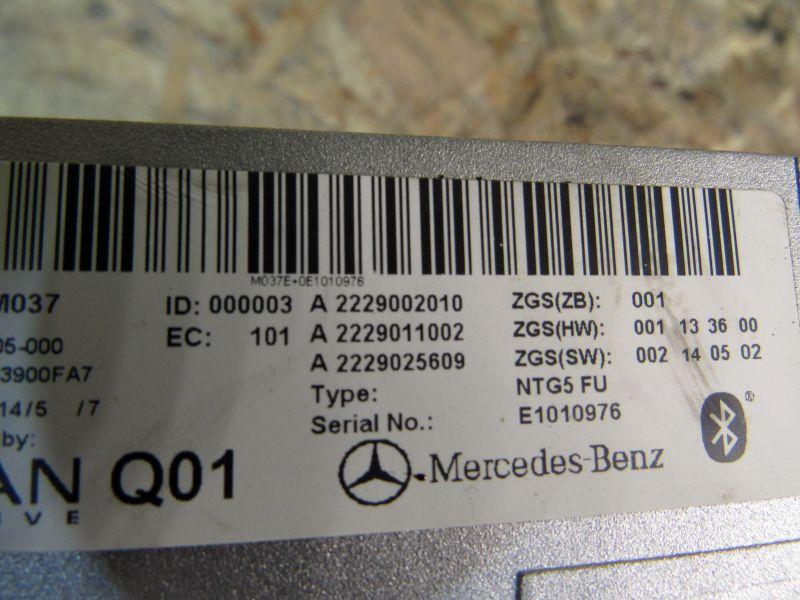 M037E+0E1010976
M037 ID: 000003 A 2229002010 ZGS(ZB): 001
05-000 EC: 101 A 2229011002 ZGS(HW): 001 13 36 00
3900FA7 A 2229025609 ZGS(SW): 002 14 05 02
14/5 /7 Type: NTG5 FU
by: Serial No.: E1010976
AN Q01 Mercedes-Benz
IVE